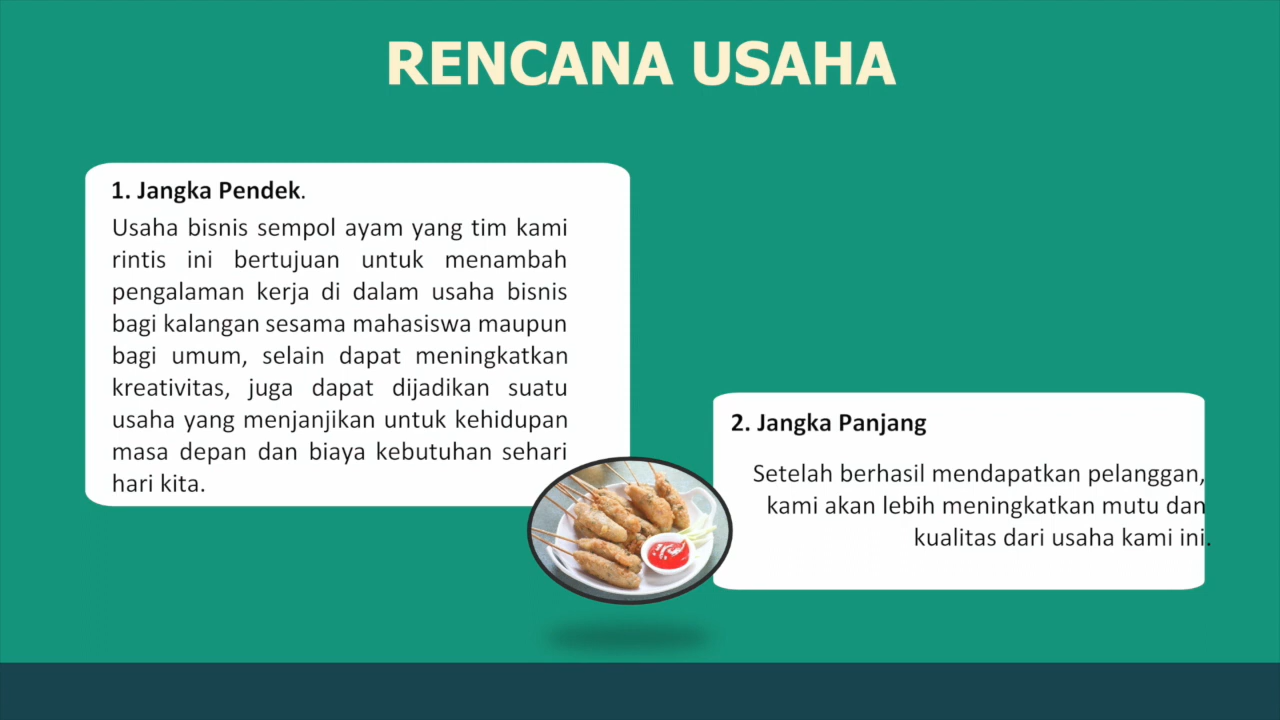 RENCANA USAHA
1. Jangka Pendek.
Usaha bisnis sempol ayam yang tim kami
rintis ini bertujuan untuk menambah
pengalaman kerja di dalam usaha bisnis
bagi kalangan sesama mahasiswa maupun
bagi umum, selain dapat meningkatkan
kreativitas, juga dapat dijadikan suatu
usaha yang menjanjikan untuk kehidupan
masa depan dan biaya kebutuhan sehari
hari kita.
2. Jangka Panjang
Setelah berhasil mendapatkan pelanggan,
kami akan lebih meningkatkan mutu dan
kualitas dari usaha kami ini.